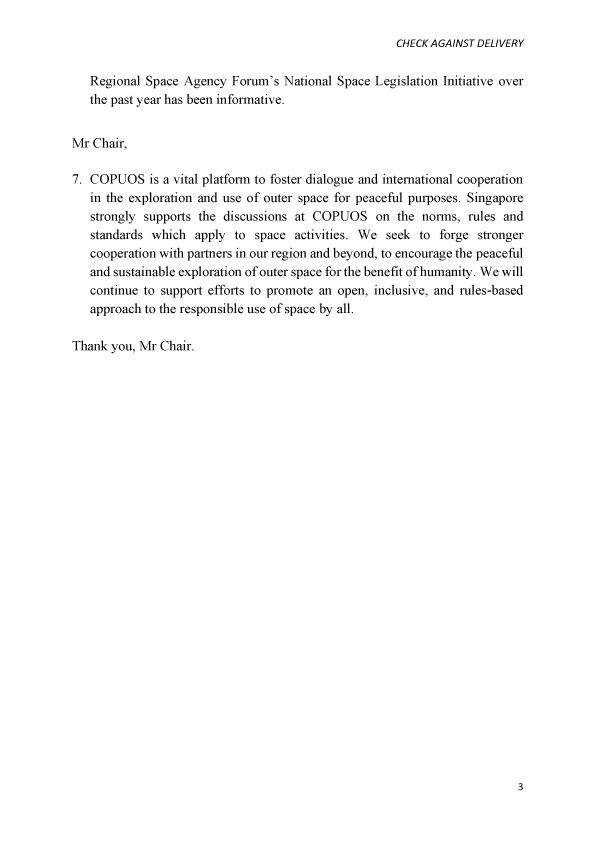 CHECK AGAINST DELIVERY
Regional Space Agency Forum’s National Space Legislation Initiative over
the past year has been informative.
Mr Chair,
7. COPUOS is a vital platform to foster dialogue and international cooperation
in the exploration and use of outer space for peaceful purposes. Singapore
strongly supports the discussions at COPUOS on the norms, rules and
standards which apply to space activities. We seek to forge stronger
cooperation with partners in our region and beyond, to encourage the peaceful
and sustainable exploration of outer space for the benefit of humanity. We will
continue to support efforts to promote an open, inclusive, and rules-based
approach to the responsible use of space by all.
Thank you, Mr Chair.
3